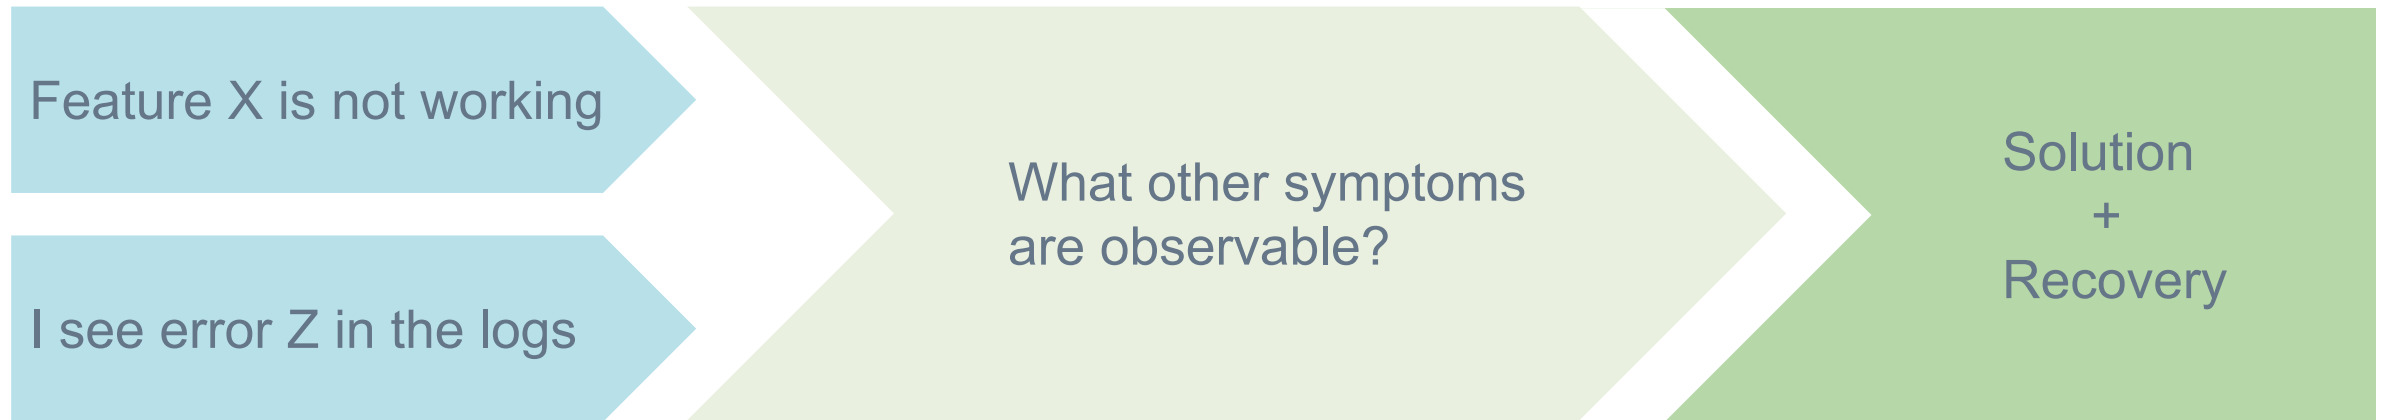 Feature X is not working
I see error Z in the logs
What other symptoms
are observable?
Solution
+
Recovery